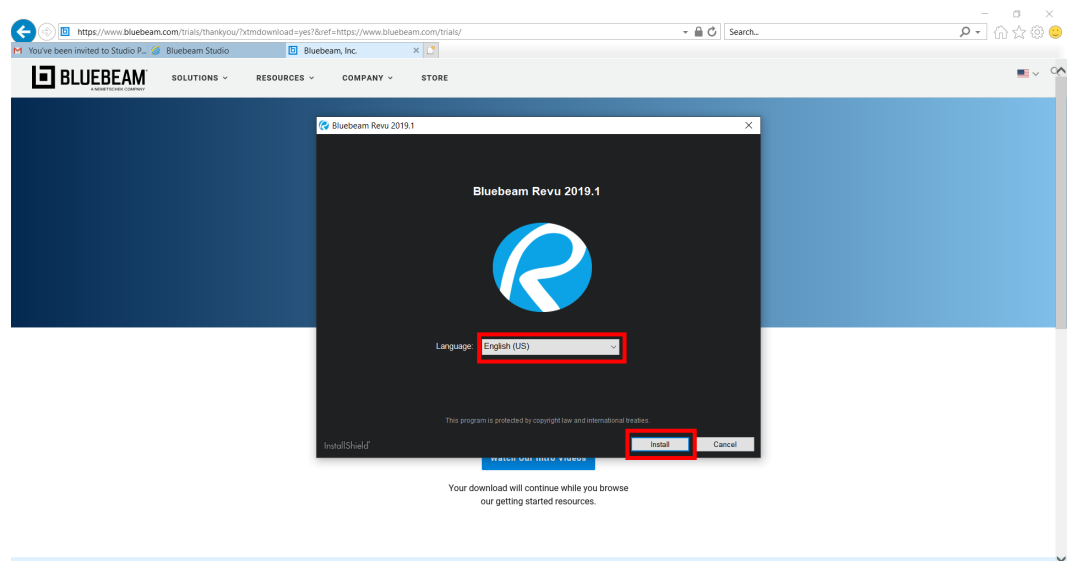 https://www.bluebeam.com/trials/thankyou/?xtmdownload=yes?&ref=https://www.bluebeam.com/trials/
Search...
You've been invited to Studio P...
Bluebeam Studio
Bluebeam, Inc.
BLUEBEAM
A NEMETSCHEK COMPANY
SOLUTIONS
RESOURCES
COMPANY
STORE
Bluebeam Revu 2019.1
Bluebeam Revu 2019.1
Language:
English (US)
This program is protected by copyright law and international treaties.
InstallShield
Install
Cancel
Watch Our Intro Videos
Your download will continue while you browse
our getting started resources.